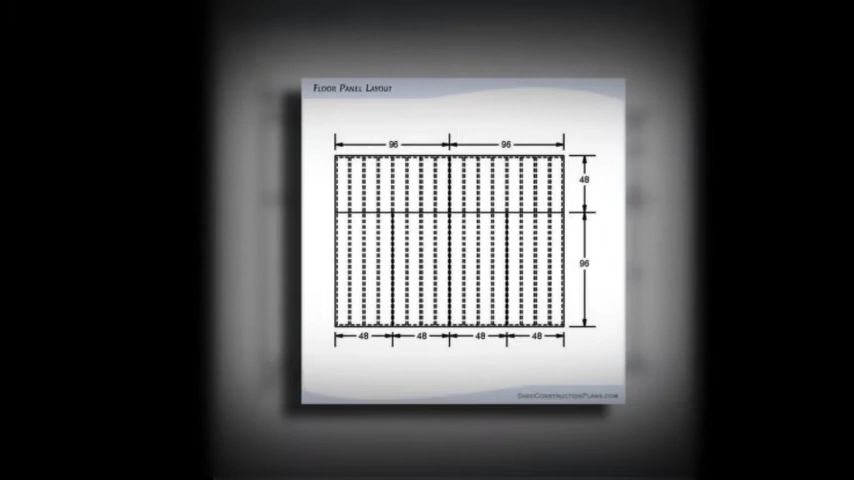 FLOOR PANEL LAYOUT
96 96
48
96
48 48 48 48
SHEDCONSTRUCTIONPLANS.COM